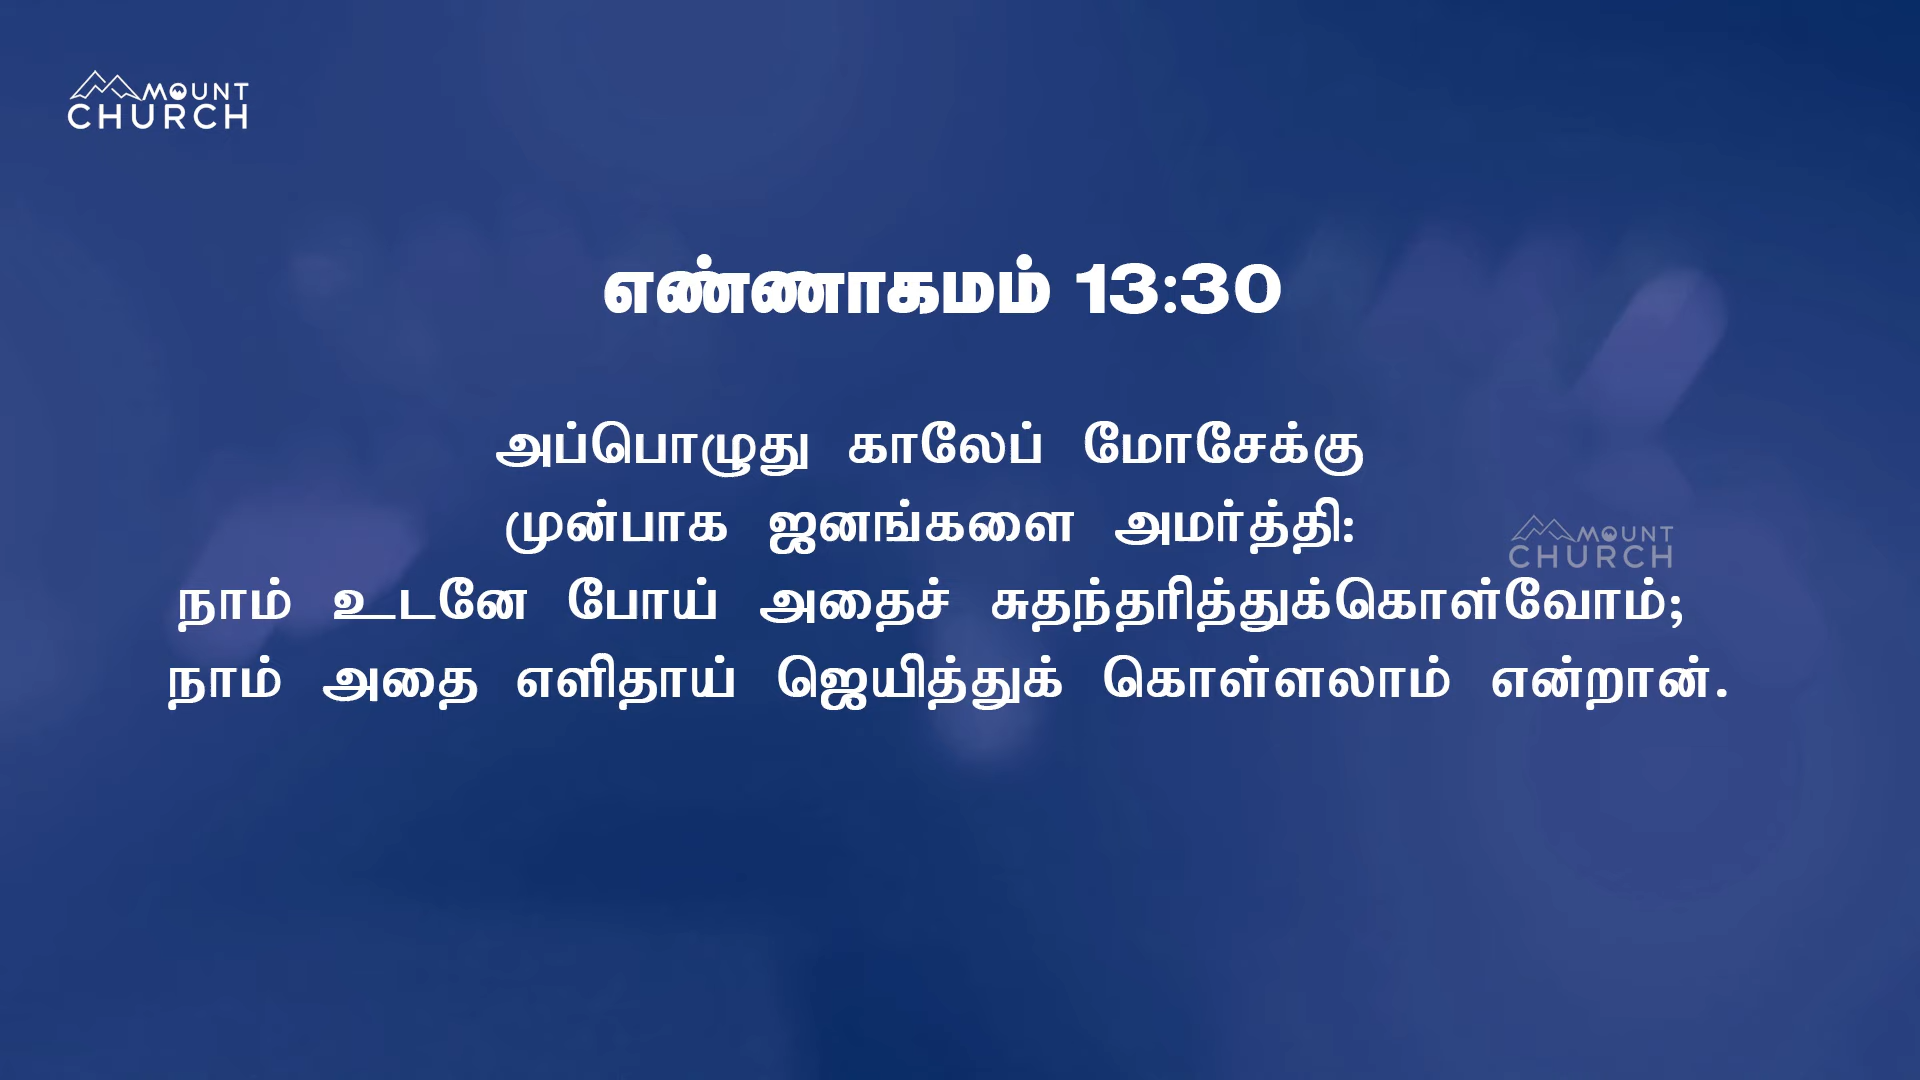 MOUNT
CHURCH
எண்ணாகமம் 13:30
அப்பொழுது காலேப் மோசேக்கு
முன்பாக ஜனங்களை அமர்த்தி:
MOUNT
CHURCH
நாம் உடனே போய் அதைச் சுதந்தரித்துக்கொள்வோம்;
நாம் அதை எளிதாய் ஜெயித்துக் கொள்ளலாம் என்றான்.